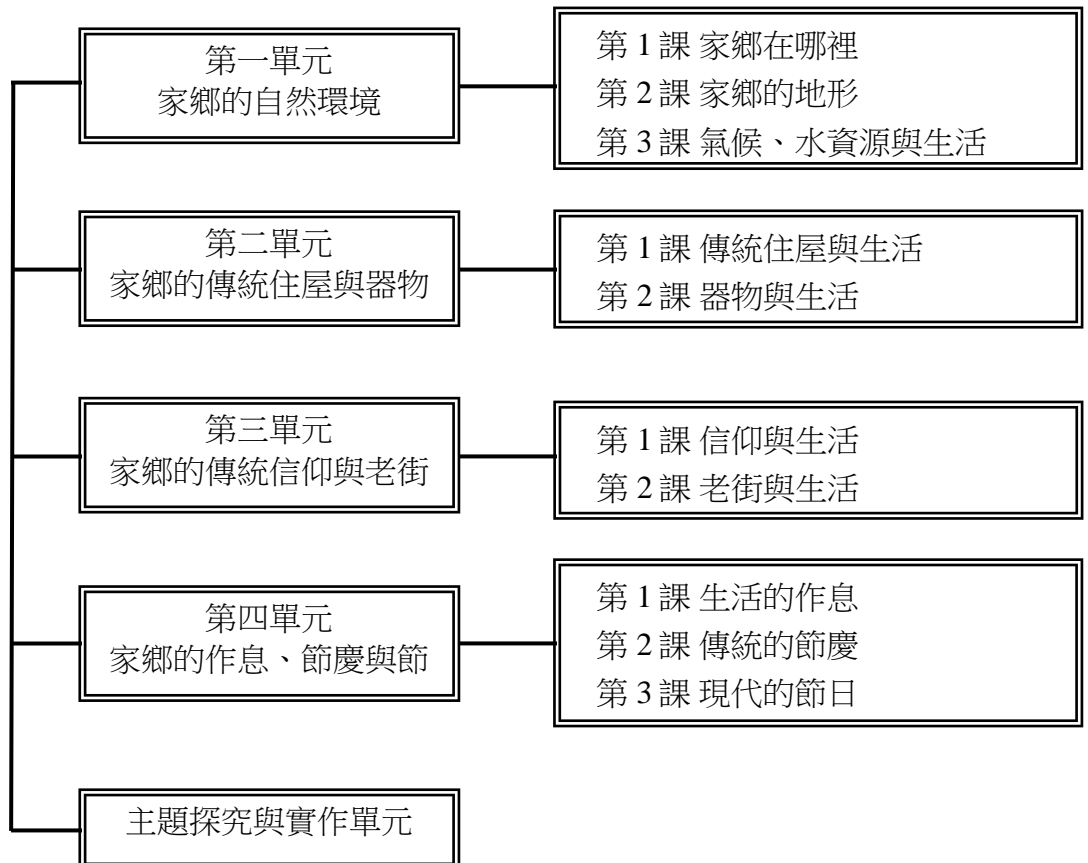 第一單元
家鄉的自然環境
第 1 課 家鄉在哪裡
第 2 課 家鄉的地形
第 3 課 氣候、水資源與生活
第二單元
家鄉的傳統住屋與器物
第 1 課 傳統住屋與生活
第 2 課 器物與生活
第三單元
家鄉的傳統信仰與老街
第 1 課 信仰與生活
第 2 課 老街與生活
第四單元
家鄉的作息、節慶與節
第 1 課 生活的作息
第 2 課 傳統的節慶
第 3 課 現代的節日
主題探究與實作單元